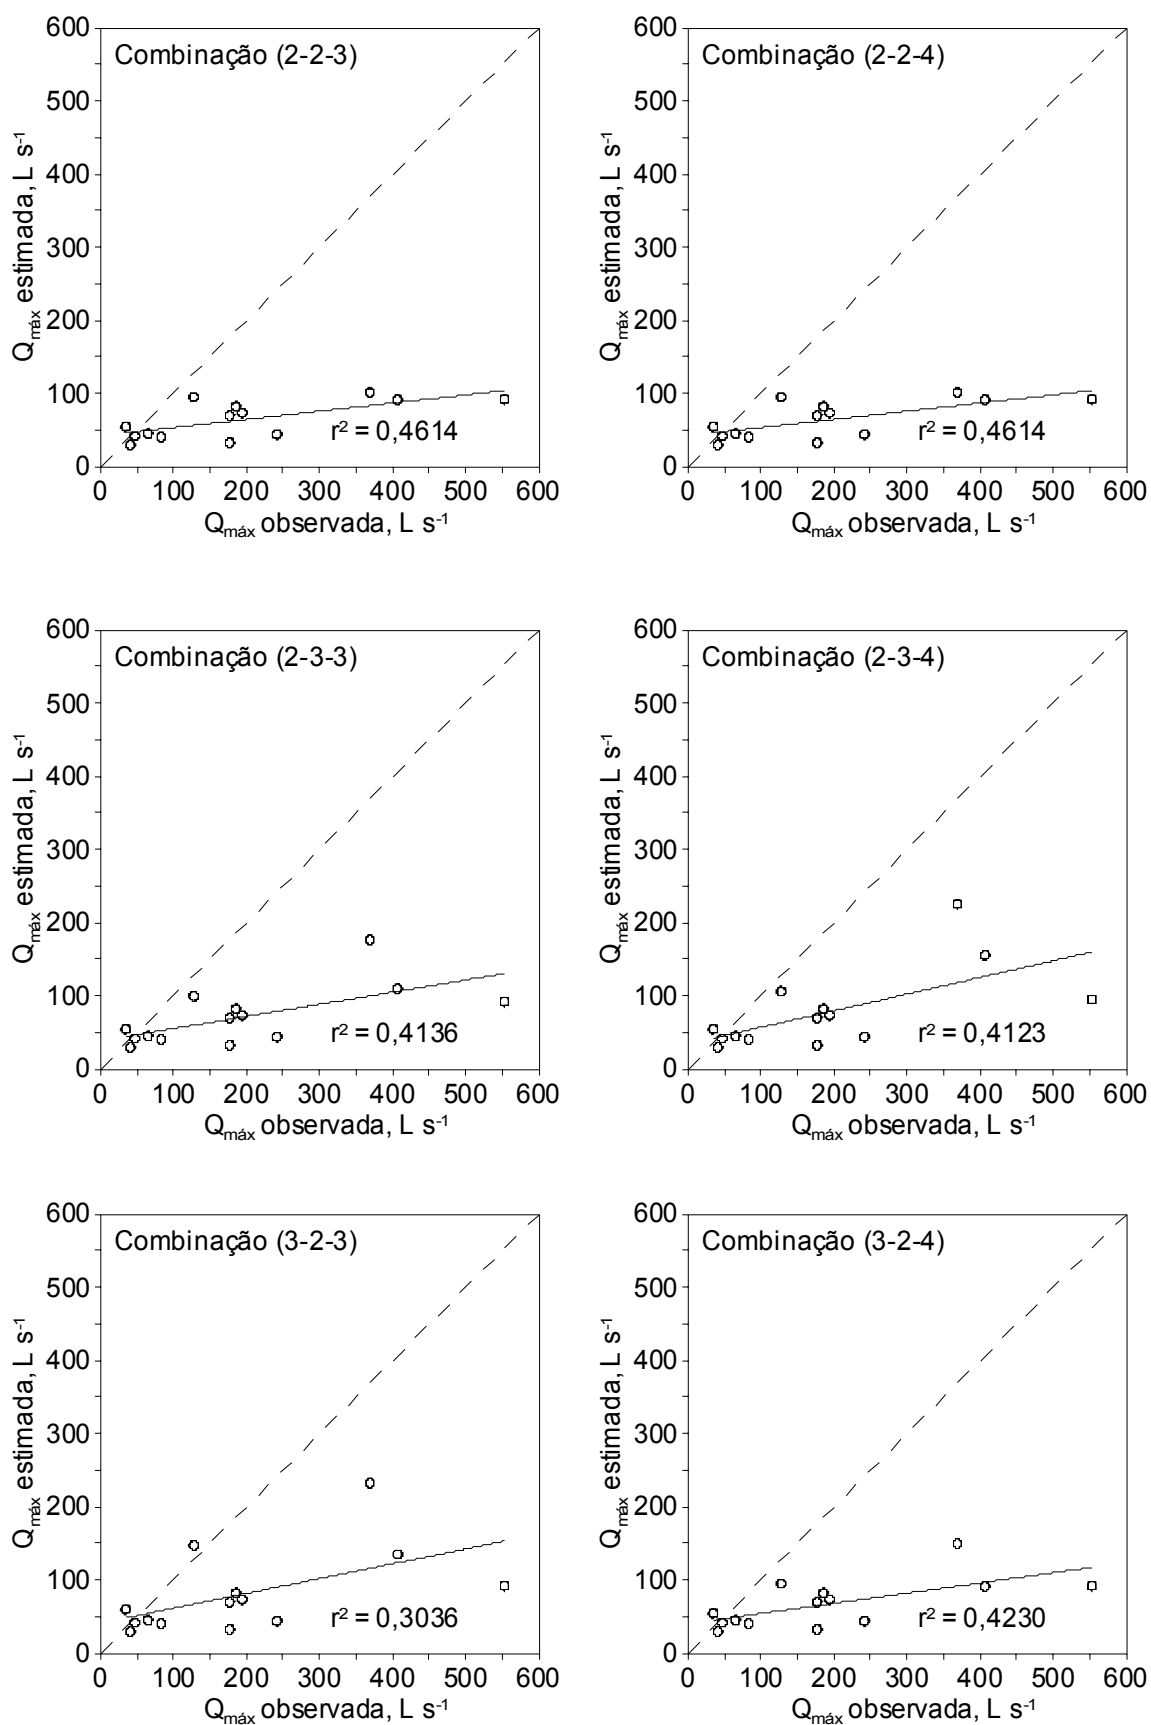 Combinação (2-2-3)
600
500
400
300
200
100
0
Qmáx estimada, L s-1
r² = 0,4614
0 100 200 300 400 500 600
Qmáx observada, L s-1
Combinação (2-2-4)
600
500
400
300
200
100
0
Qmáx estimada, L s-1
r² = 0,4614
0 100 200 300 400 500 600
Qmáx observada, L s-1
Combinação (2-3-3)
600
500
400
300
200
100
0
Qmáx estimada, L s-1
r² = 0,4136
0 100 200 300 400 500 600
Qmáx observada, L s-1
Combinação (2-3-4)
600
500
400
300
200
100
0
Qmáx estimada, L s-1
r² = 0,4123
0 100 200 300 400 500 600
Qmáx observada, L s-1
Combinação (3-2-3)
600
500
400
300
200
100
0
Qmáx estimada, L s-1
r² = 0,3036
0 100 200 300 400 500 600
Qmáx observada, L s-1
Combinação (3-2-4)
600
500
400
300
200
100
0
Qmáx estimada, L s-1
r² = 0,4230
0 100 200 300 400 500 600
Qmáx observada, L s-1